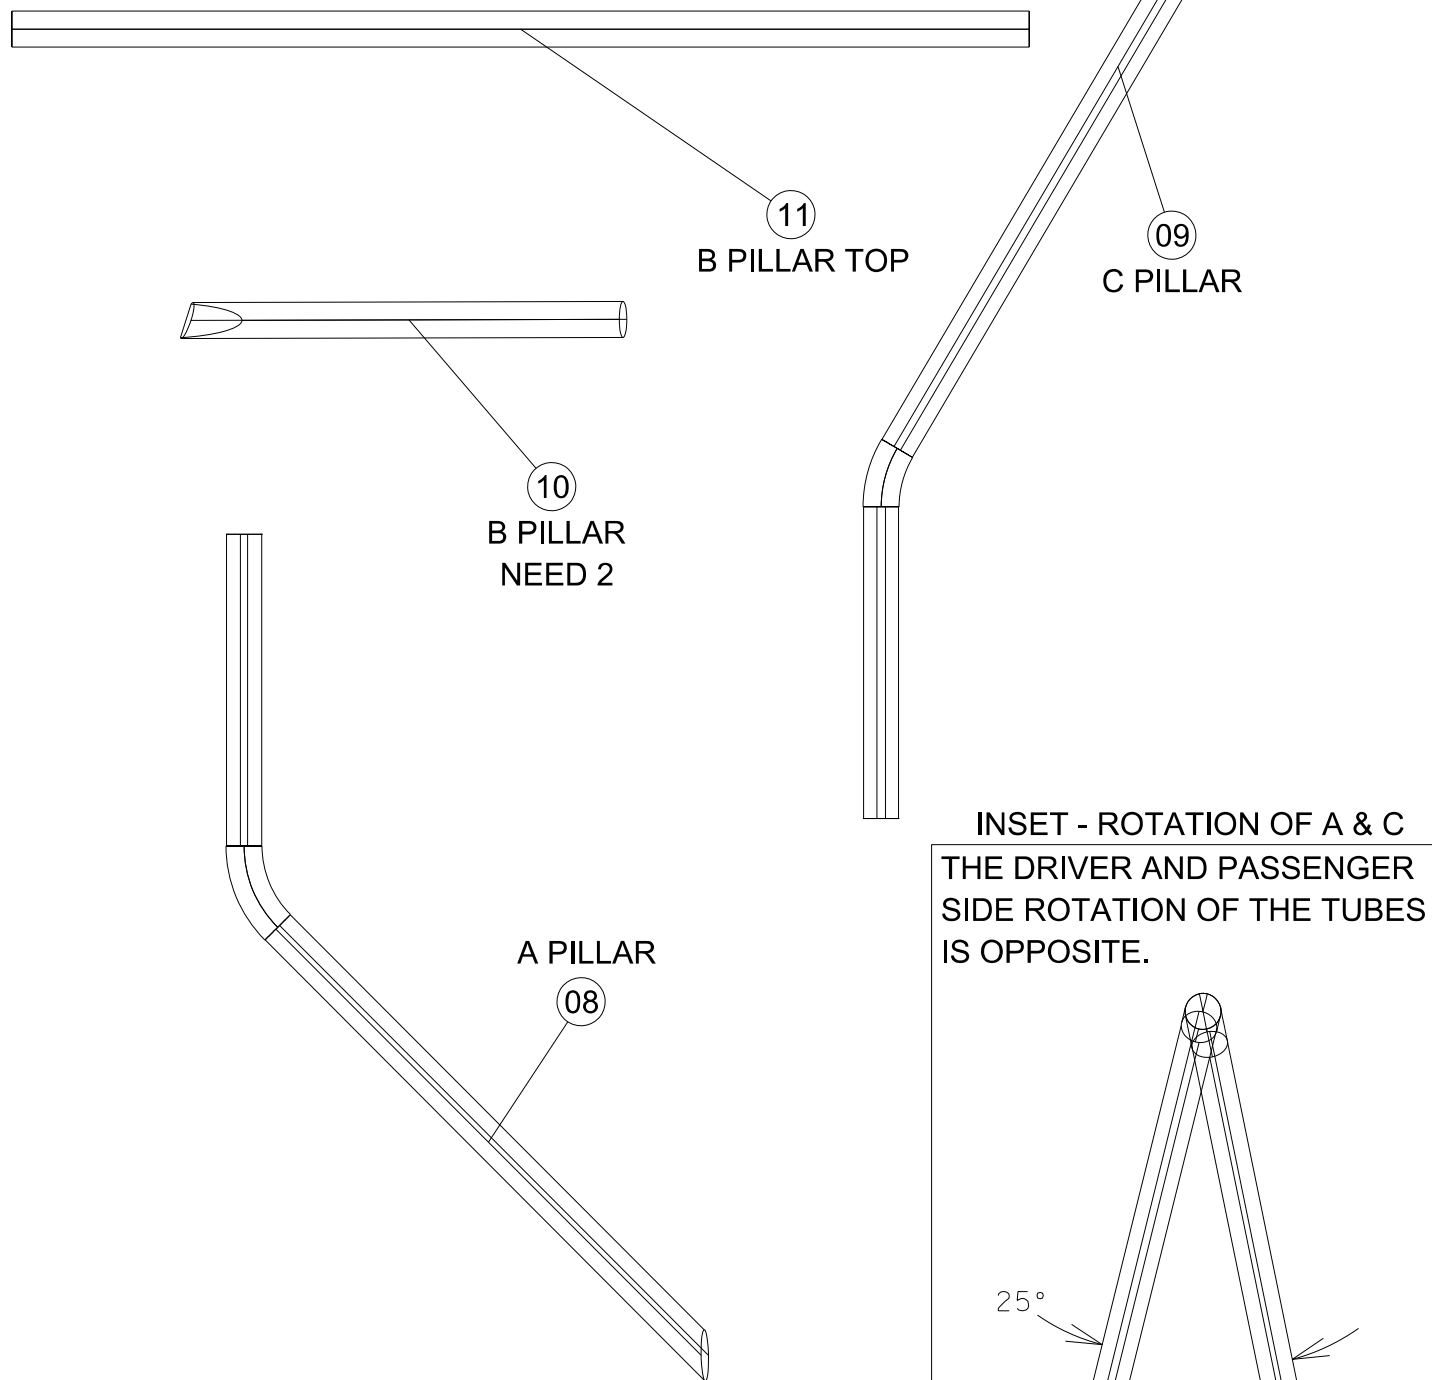 11
B PILLAR TOP
09
C PILLAR
10
B PILLAR
NEED 2
A PILLAR
08
INSET - ROTATION OF A & C
THE DRIVER AND PASSENGER
SIDE ROTATION OF THE TUBES
IS OPPOSITE.
25°